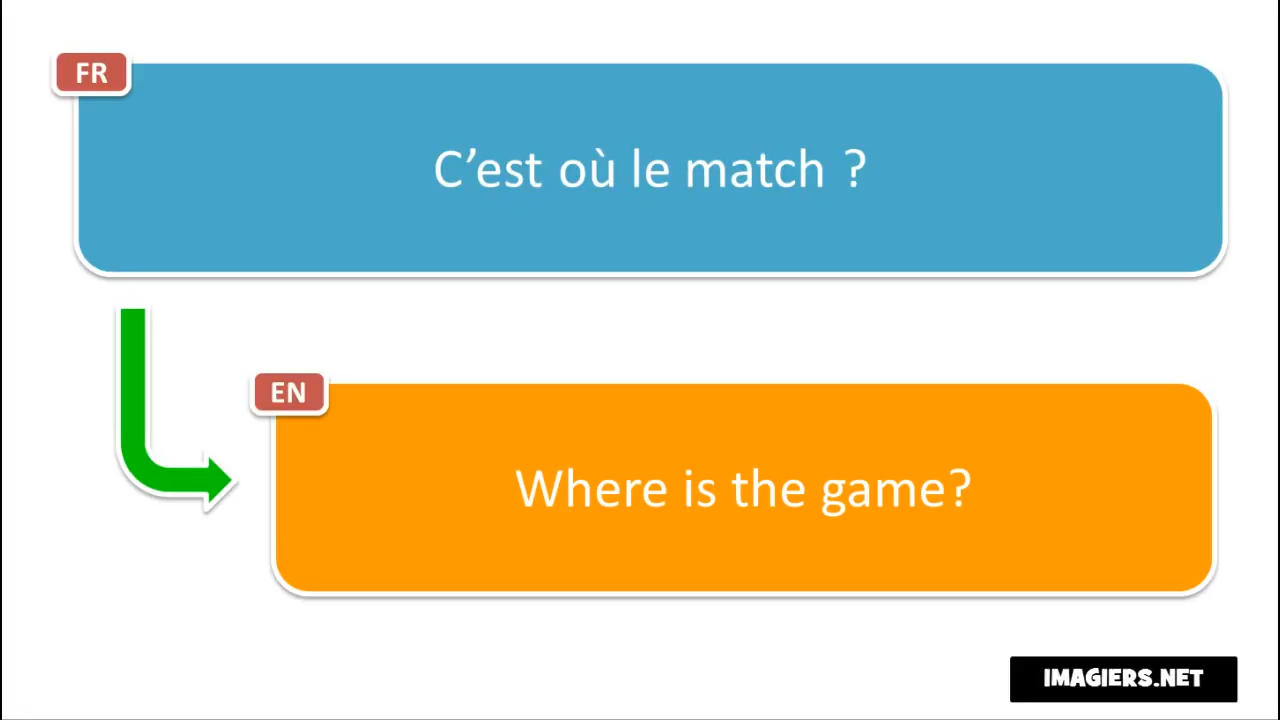 FR
C’est où le match ?
EN
Where is the game?
IMAGIERS.NET